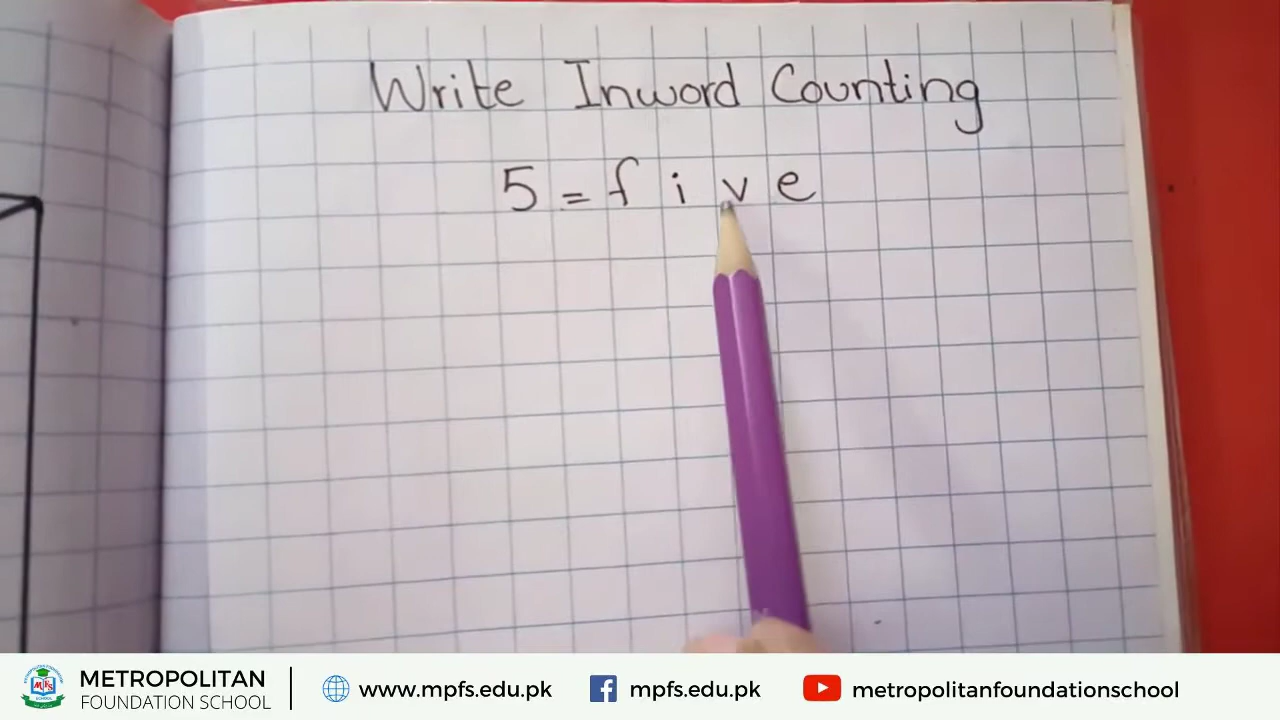 Write Inword Counting
5 = f i v e
METROPOLITAN
FOUNDATION SCHOOL
www.mpfs.edu.pk
mpfs.edu.pk
metropolitanfoundationschool